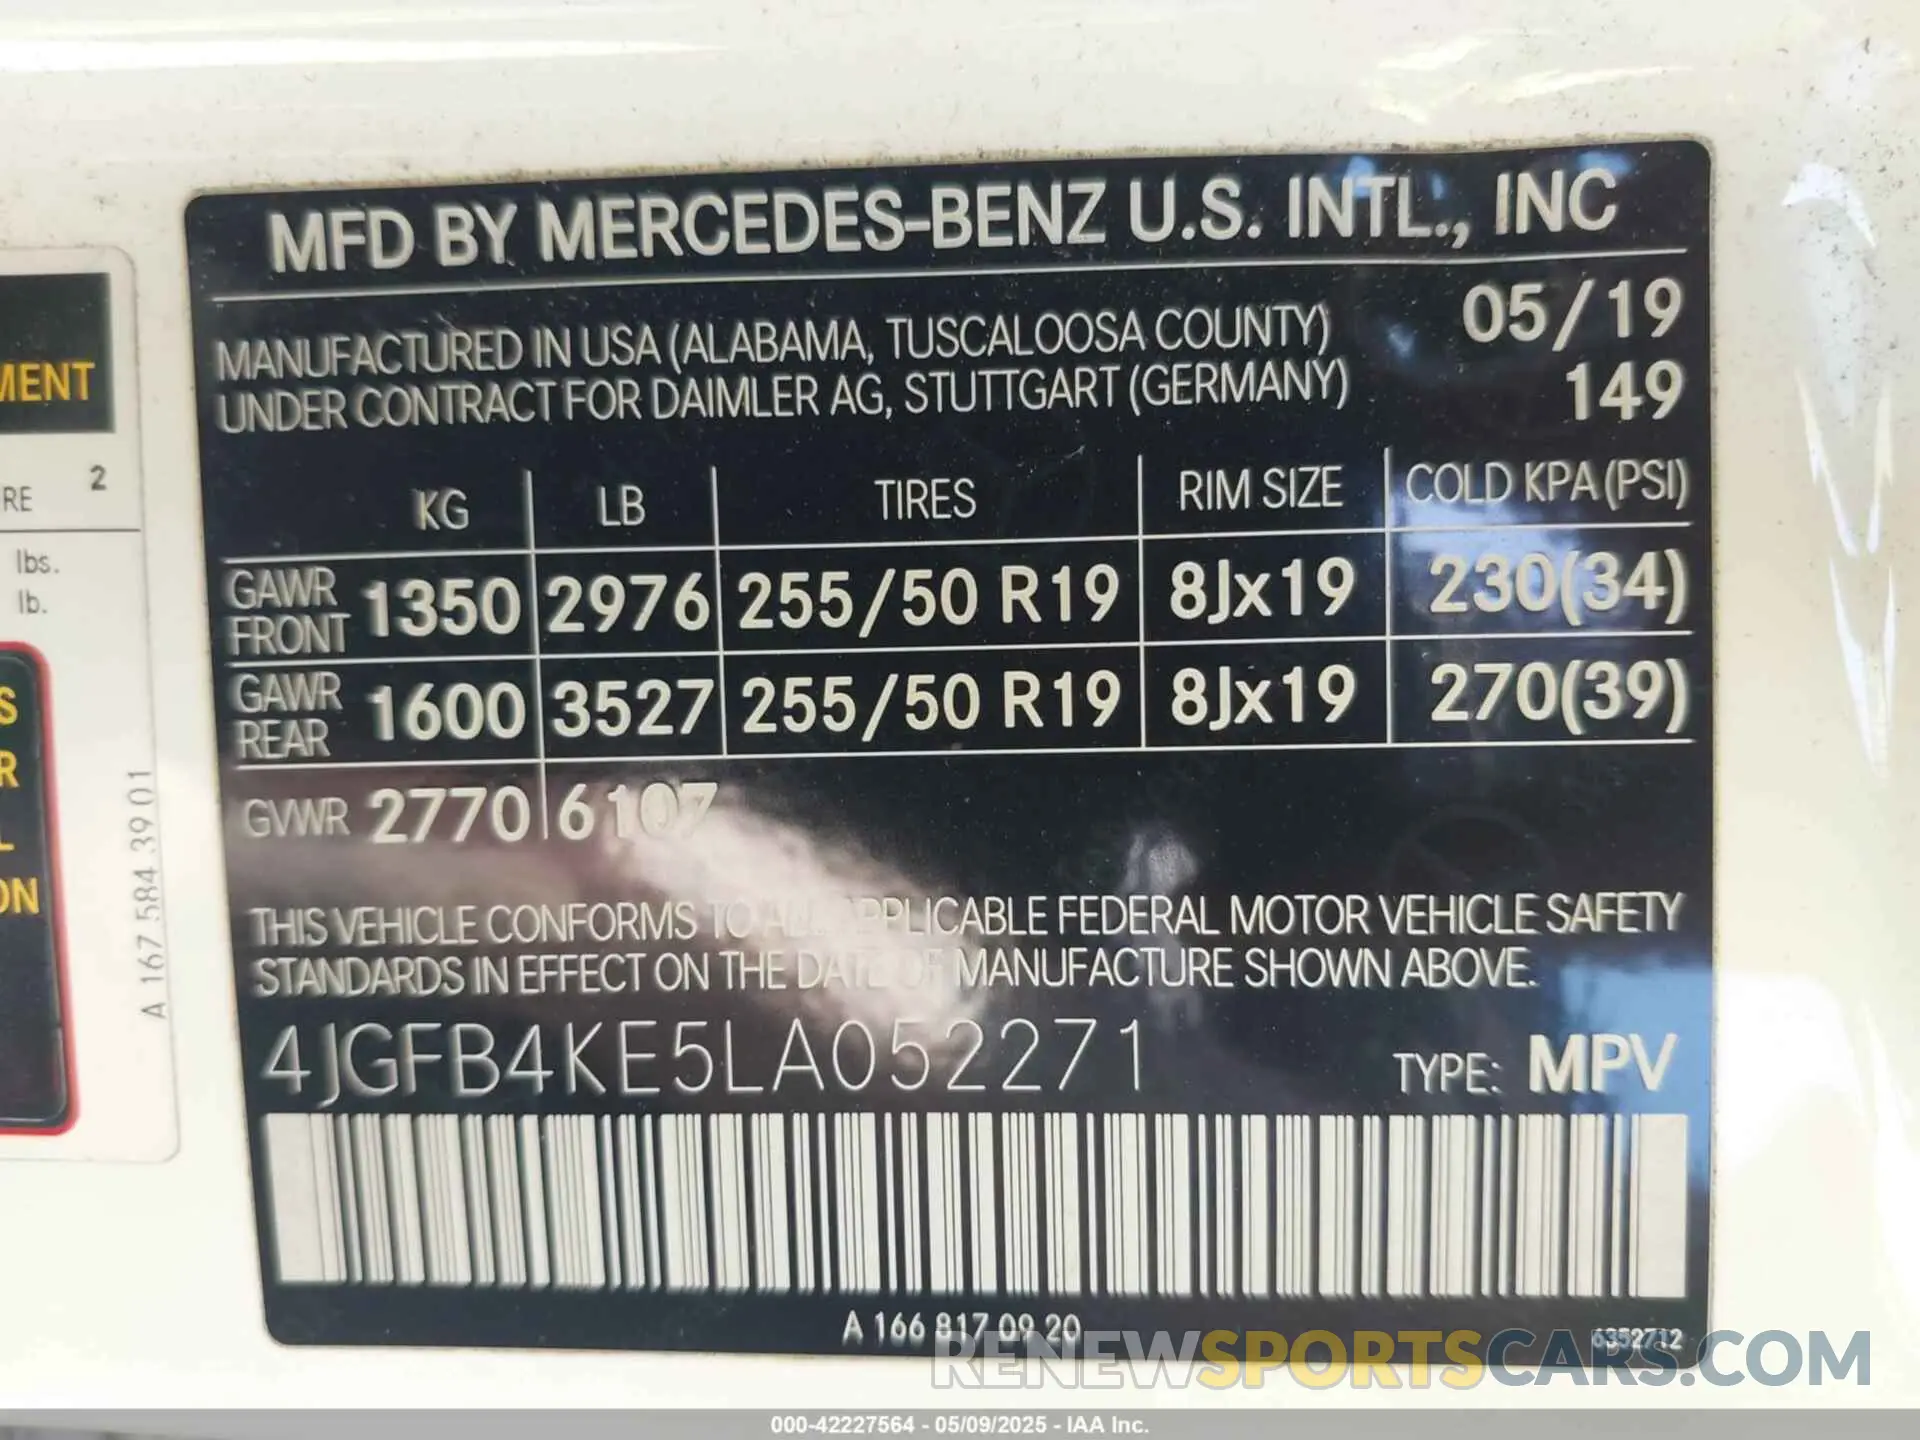 MFD BY MERCEDES-BENZ U.S. INTL., INC
MANUFACTURED IN USA (ALABAMA, TUSCALOOSA COUNTY) 05/19
UNDER CONTRACT FOR DAIMLER AG, STUTTGART (GERMANY) 149
KG LB TIRES RIM SIZE COLD KPA (PSI)
GAWR FRONT 1350 2976 255/50 R19 8Jx19 230(34)
GAWR REAR 1600 3527 255/50 R19 8Jx19 270(39)
GVWR 2770 6107
THIS VEHICLE CONFORMS TO ALL APPLICABLE FEDERAL MOTOR VEHICLE SAFETY
STANDARDS IN EFFECT ON THE DATE OF MANUFACTURE SHOWN ABOVE.
4JGFB4KE5LA052271 TYPE: MPV
A 166 817 09 20 6352712
MENT
RE 2
lbs.
lb.
S
R
L
ON
A 167 584 39 01
RENEWSPORTSCARS.COM
000-42227564 - 05/09/2025 - IAA Inc.